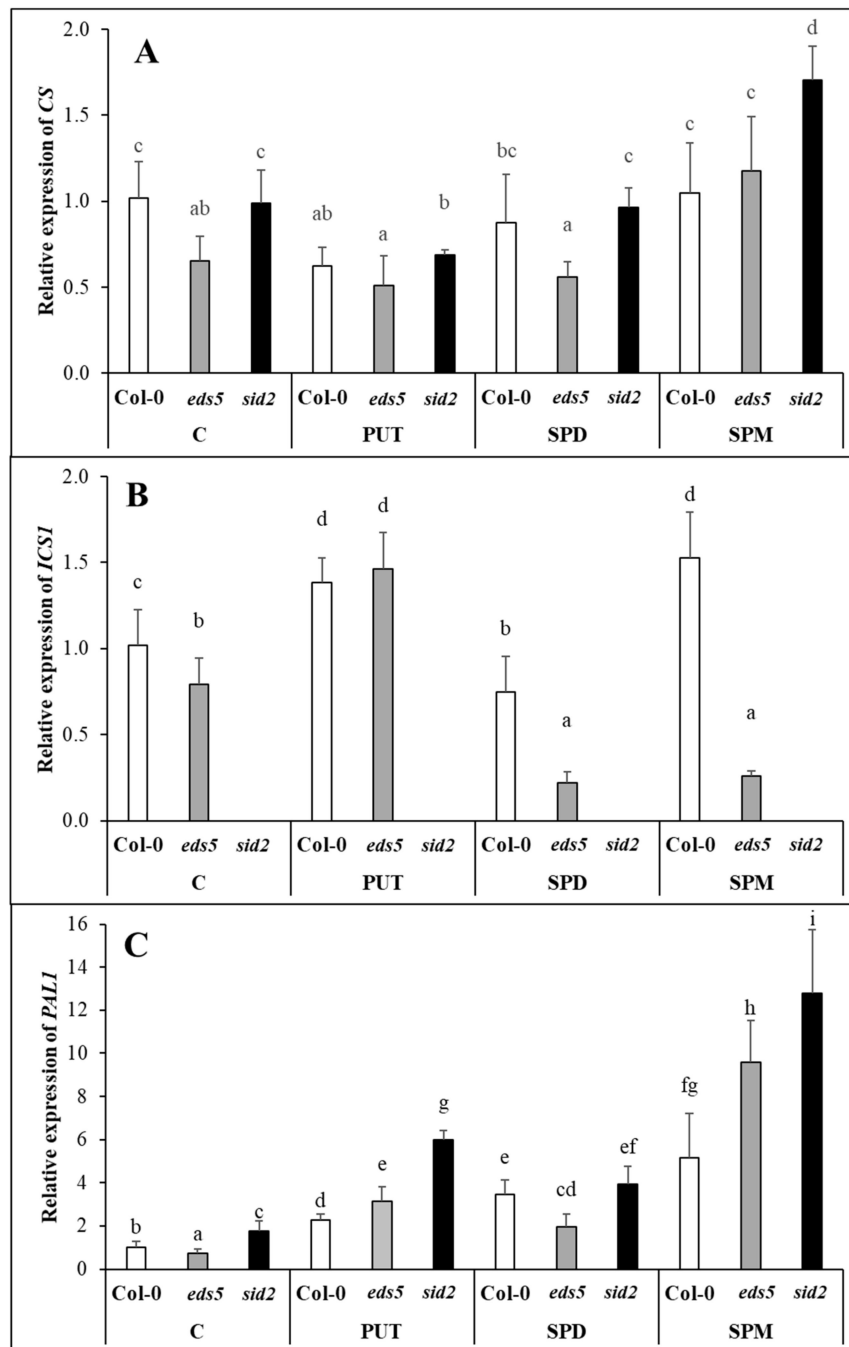 A
Relative expression of CS
2.0
1.5
1.0
0.5
0.0
c ab c ab a b bc a c c c d
Col-0 eds5 sid2 Col-0 eds5 sid2 Col-0 eds5 sid2 Col-0 eds5 sid2
C PUT SPD SPM
B
Relative expression of ICS1
2.0
1.5
1.0
0.5
0.0
c b d d b a d a
Col-0 eds5 sid2 Col-0 eds5 sid2 Col-0 eds5 sid2 Col-0 eds5 sid2
C PUT SPD SPM
C
Relative expression of PAL1
16
14
12
10
8
6
4
2
0
b a c d e g e cd ef fg h i
Col-0 eds5 sid2 Col-0 eds5 sid2 Col-0 eds5 sid2 Col-0 eds5 sid2
C PUT SPD SPM